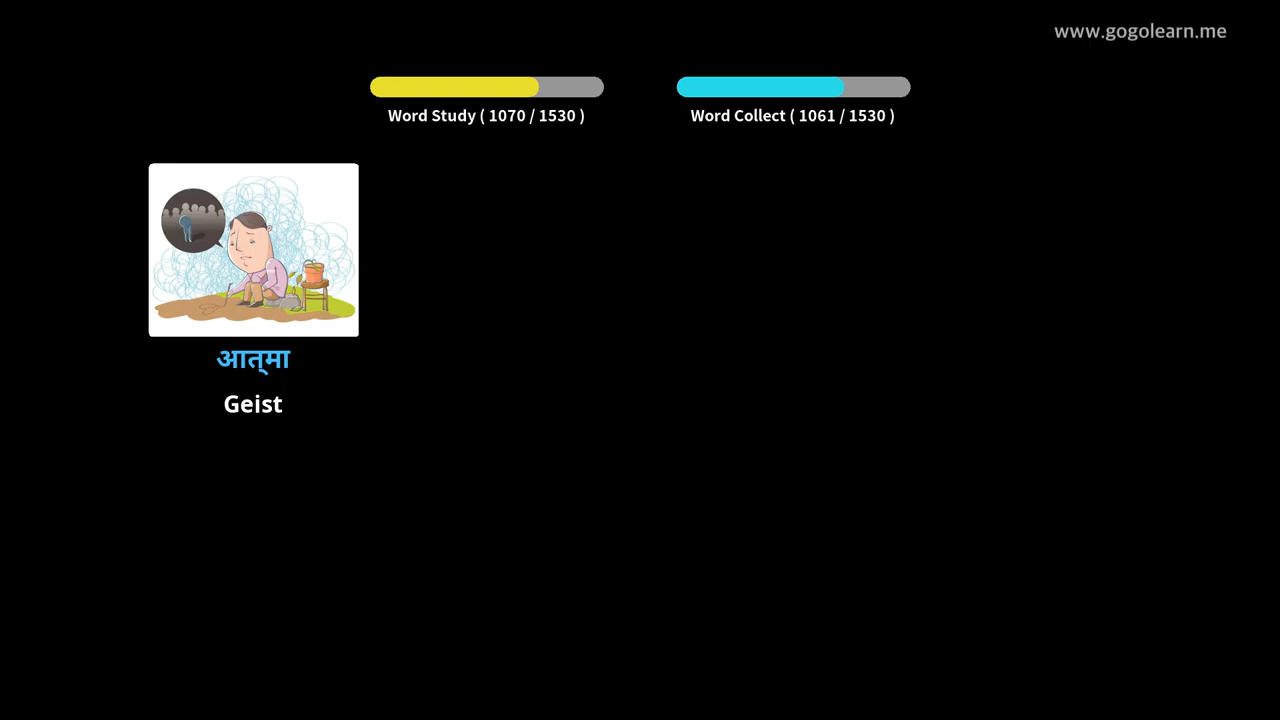 www.gogolearn.me
Word Study ( 1070 / 1530 )
Word Collect ( 1061 / 1530 )
आत्‌मा
Geist